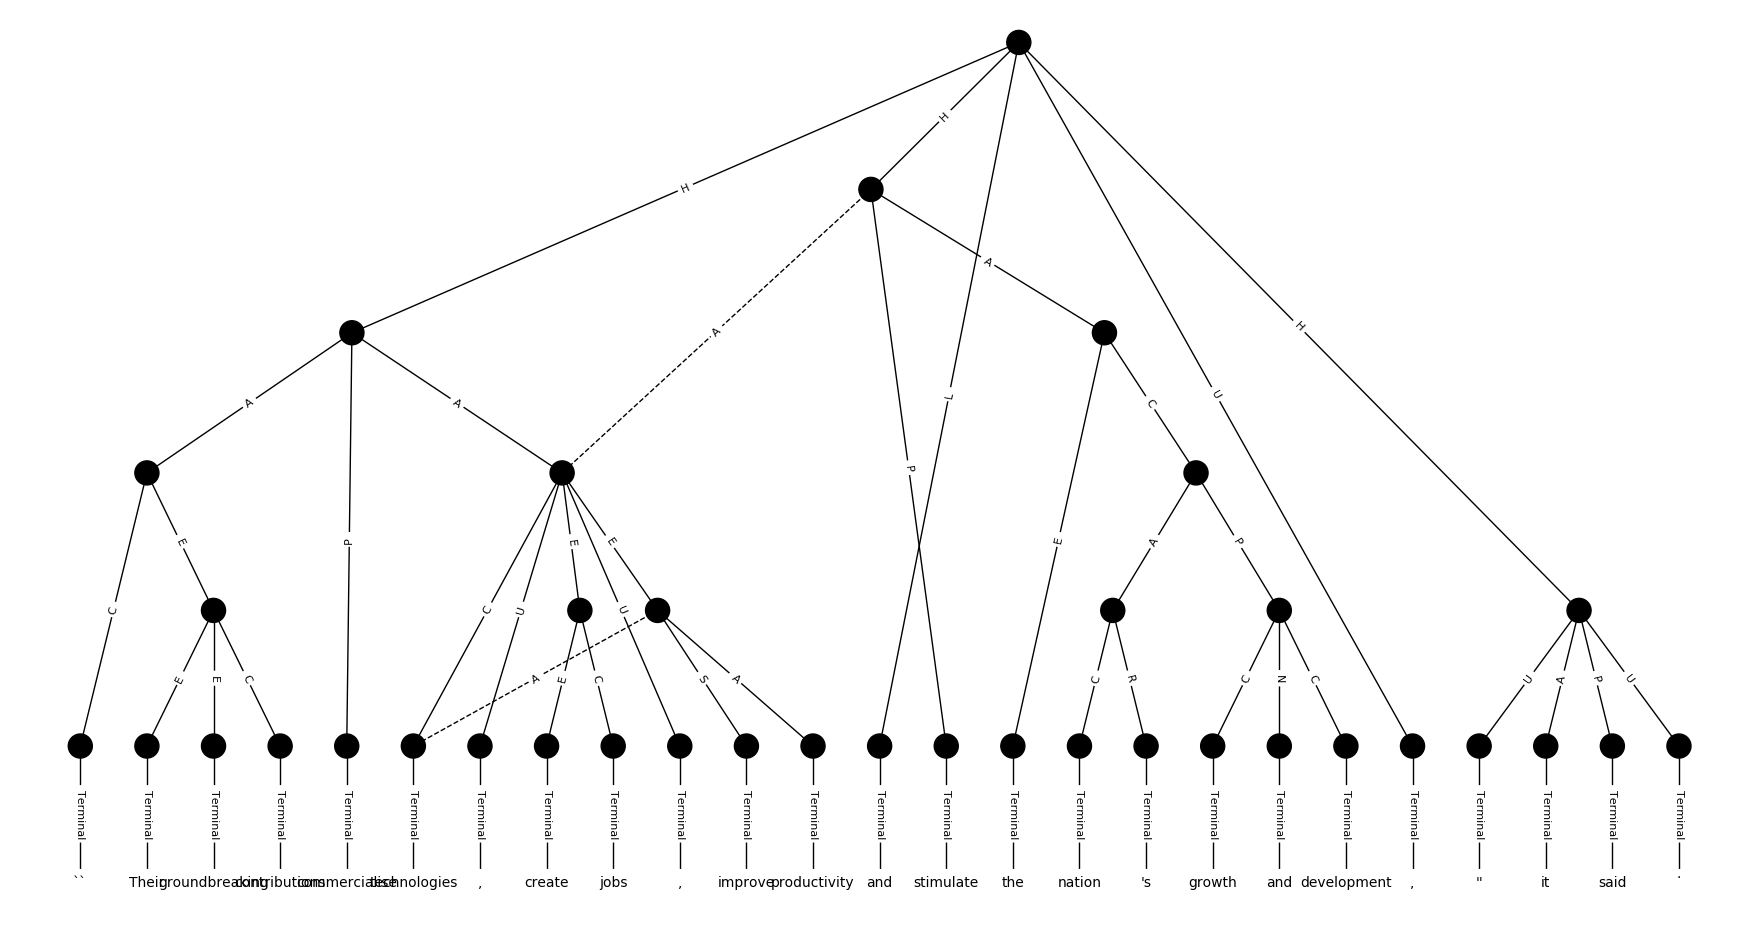 H
H
A
H
A
U
A
A
L
C
P
E
P
E
P
E
E
A
P
C
C
U
U
E
E
C
A
E
C
S
A
C
R
C
N
C
U
A
P
U
Terminal Terminal Terminal Terminal Terminal Terminal Terminal Terminal Terminal Terminal Terminal Terminal Terminal Terminal Terminal Terminal Terminal Terminal Terminal Terminal Terminal Terminal Terminal Terminal Terminal
`` Their groundbreaking contributions commercialise technologies , create jobs , improve productivity and stimulate the nation 's growth and development , " it said .